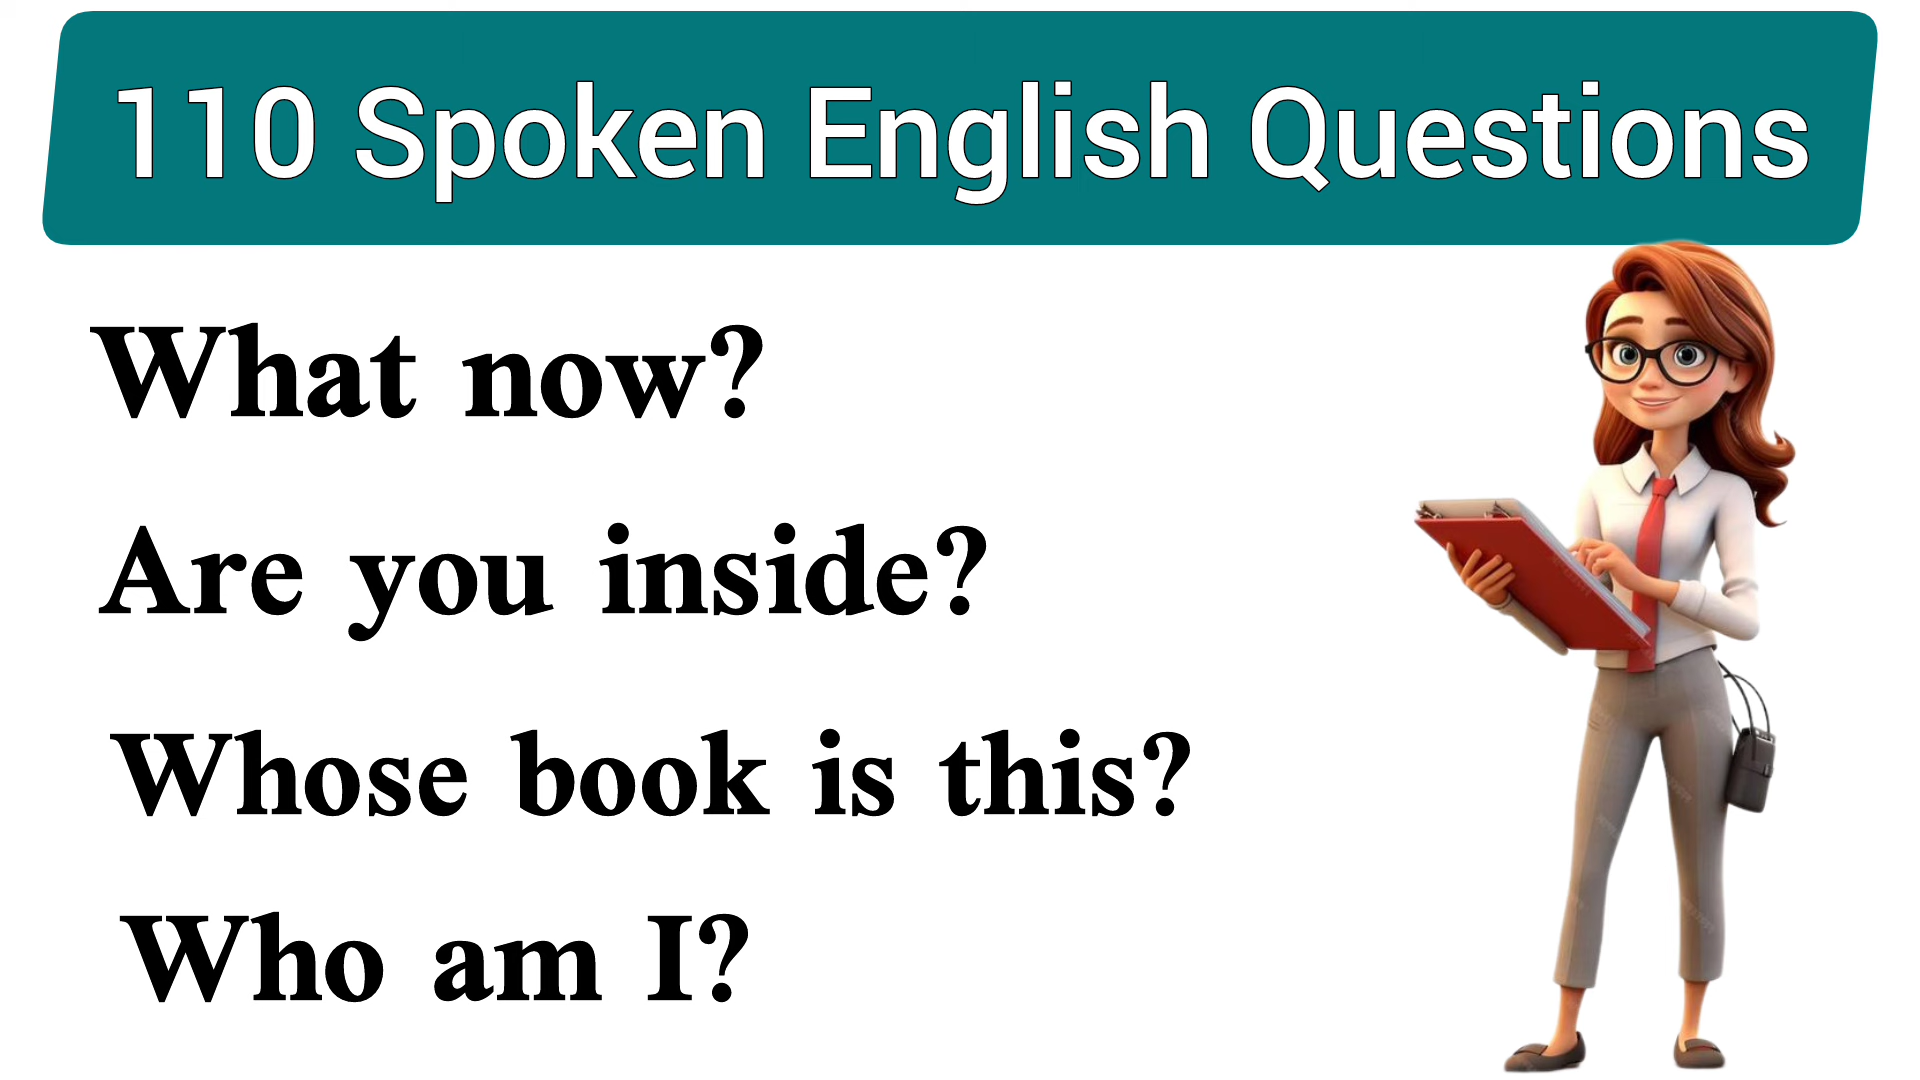 110 Spoken English Questions
What now?
Are you inside?
Whose book is this?
Who am I?